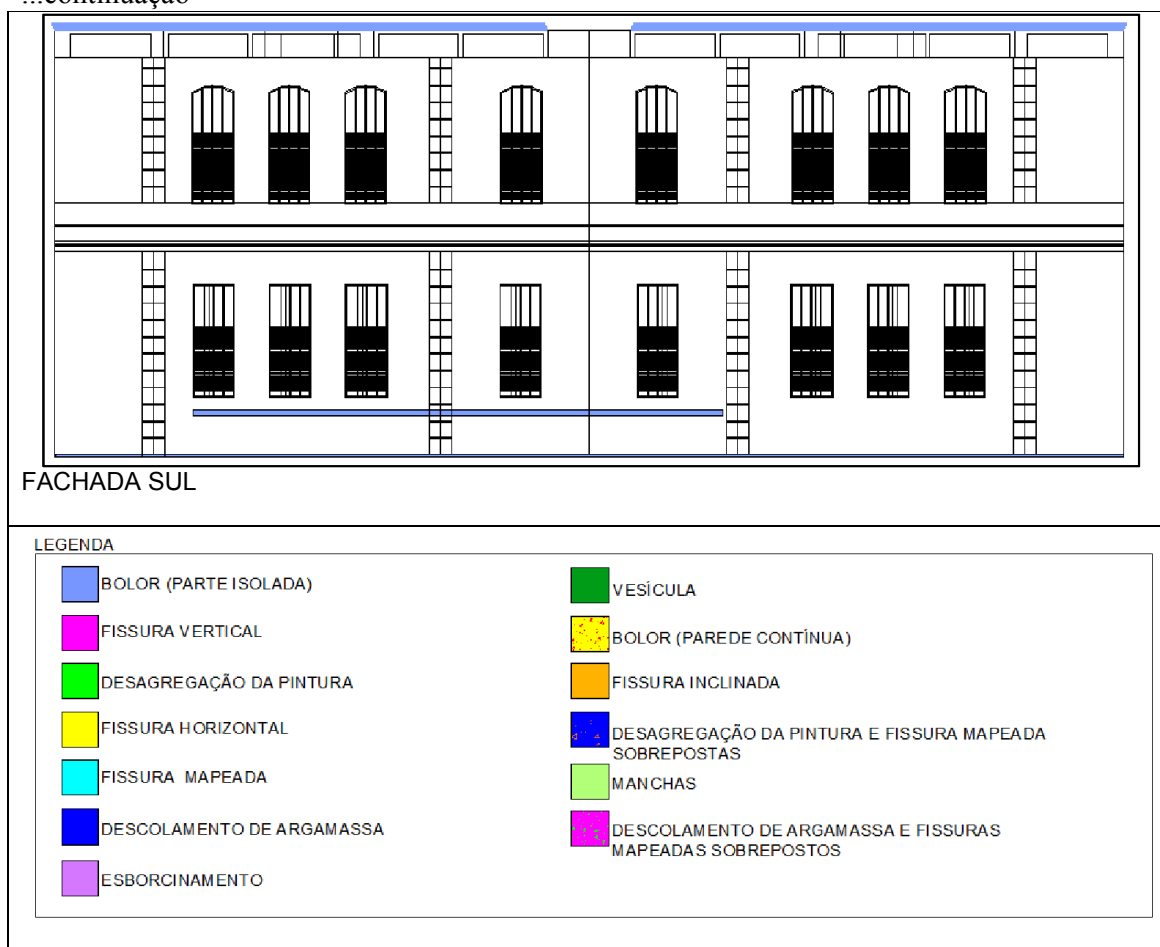 ...continuação
FACHADA SUL
LEGENDA
BOLOR (PARTE ISOLADA)
FISSURA VERTICAL
DESAGREGAÇÃO DA PINTURA
FISSURA HORIZONTAL
FISSURA MAPEADA
DESCOLAMENTO DE ARGAMASSA
ESBORCINAMENTO
VESÍCULA
BOLOR (PAREDE CONTÍNUA)
FISSURA INCLINADA
DESAGREGAÇÃO DA PINTURA E FISSURA MAPEADA
SOBREPOSTAS
MANCHAS
DESCOLAMENTO DE ARGAMASSA E FISSURAS
MAPEADAS SOBREPOSTOS